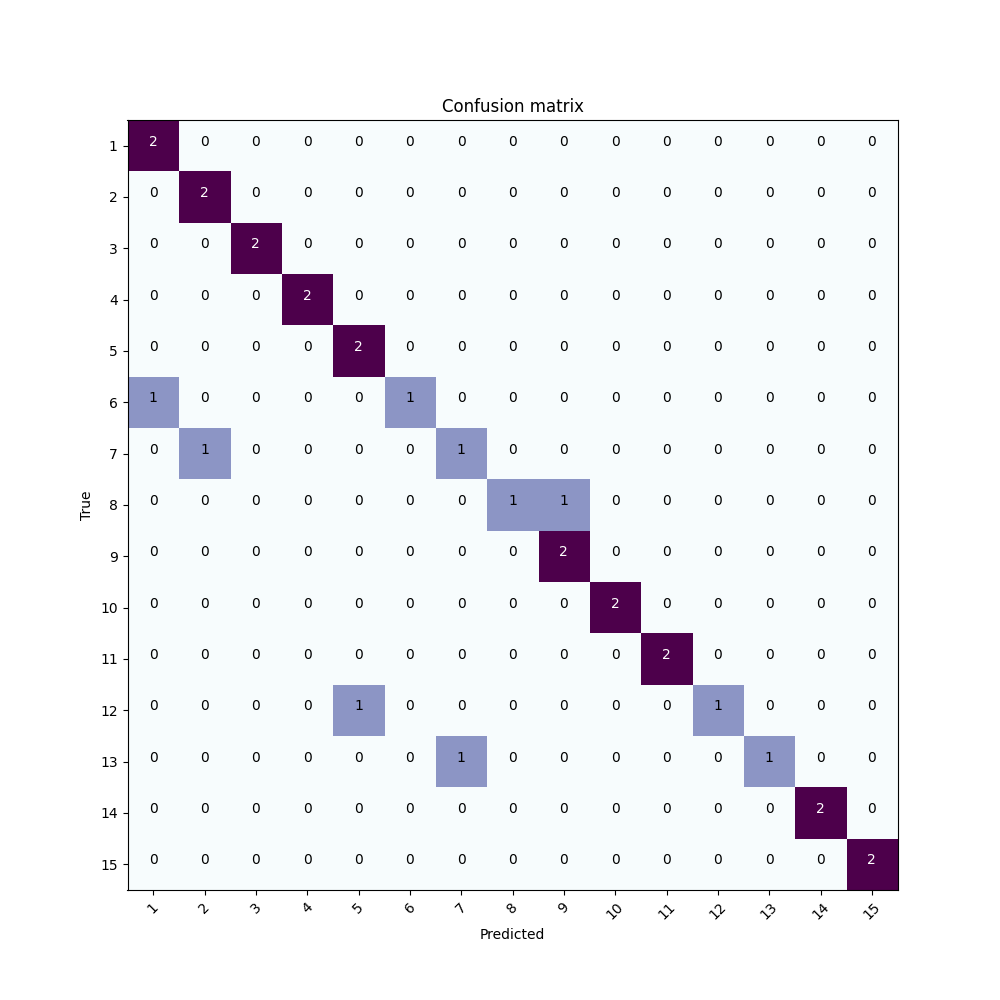 Confusion matrix
1 2 0 0 0 0 0 0 0 0 0 0 0 0 0 0
2 0 2 0 0 0 0 0 0 0 0 0 0 0 0 0
3 0 0 2 0 0 0 0 0 0 0 0 0 0 0 0
4 0 0 0 2 0 0 0 0 0 0 0 0 0 0 0
5 0 0 0 0 2 0 0 0 0 0 0 0 0 0 0
6 1 0 0 0 0 1 0 0 0 0 0 0 0 0 0
7 0 1 0 0 0 0 1 0 0 0 0 0 0 0 0
True
8 0 0 0 0 0 0 0 1 1 0 0 0 0 0 0
9 0 0 0 0 0 0 0 0 2 0 0 0 0 0 0
10 0 0 0 0 0 0 0 0 0 2 0 0 0 0 0
11 0 0 0 0 0 0 0 0 0 0 2 0 0 0 0
12 0 0 0 0 1 0 0 0 0 0 0 1 0 0 0
13 0 0 0 0 0 0 1 0 0 0 0 0 1 0 0
14 0 0 0 0 0 0 0 0 0 0 0 0 0 2 0
15 0 0 0 0 0 0 0 0 0 0 0 0 0 0 2
1 2 3 4 5 6 7 8 9 10 11 12 13 14 15
Predicted